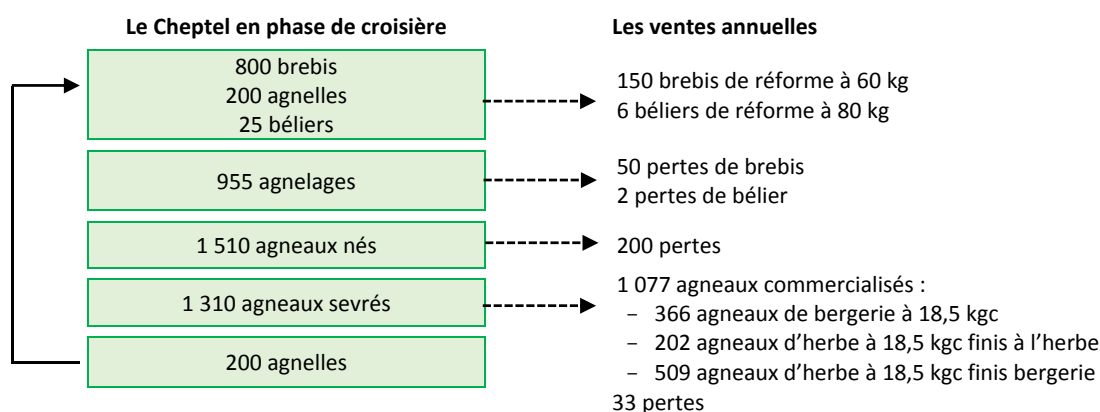 Le Cheptel en phase de croisière
Les ventes annuelles
800 brebis
200 agnelles
25 béliers
150 brebis de réforme à 60 kg
6 béliers de réforme à 80 kg
955 agnelages
50 pertes de brebis
2 pertes de bélier
1 510 agneaux nés
200 pertes
1 310 agneaux sevrés
1 077 agneaux commercialisés :
– 366 agneaux de bergerie à 18,5 kgc
– 202 agneaux d'herbe à 18,5 kgc finis à l'herbe
– 509 agneaux d'herbe à 18,5 kgc finis bergerie
33 pertes
200 agnelles